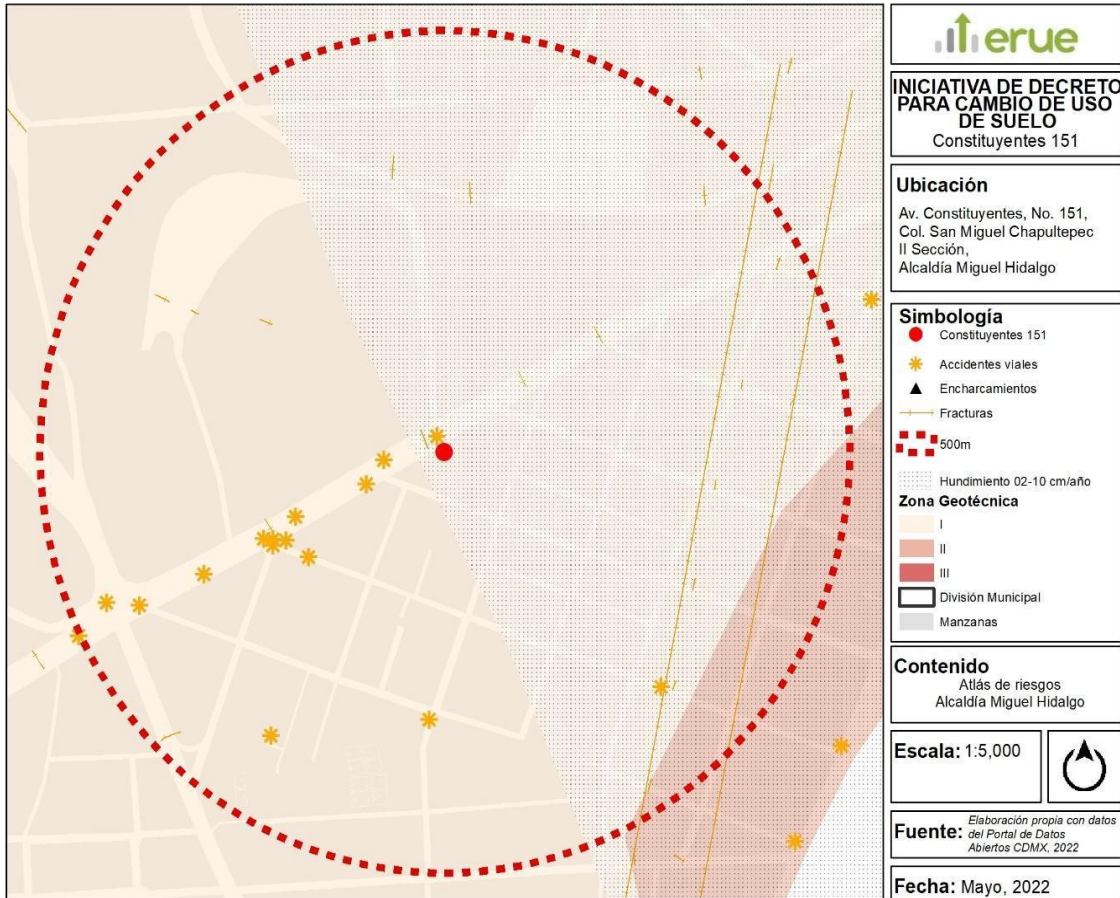 erue
INICIATIVA DE DECRETO
PARA CAMBIO DE USO
DE SUELO
Constituyentes 151
Ubicación
Av. Constituyentes, No. 151,
Col. San Miguel Chapultepec
II Sección,
Alcaldía Miguel Hidalgo
Simbología
Constituyentes 151
Accidentes viales
Encharcamientos
Fracturas
500m
Hundimiento 02-10 cm/año
Zona Geotécnica
I
II
III
División Municipal
Manzanas
Contenido
Atlás de riesgos
Alcaldía Miguel Hidalgo
Escala: 1:5,000
Fuente: Elaboración propia con datos
del Portal de Datos
Abiertos CDMX, 2022
Fecha: Mayo, 2022